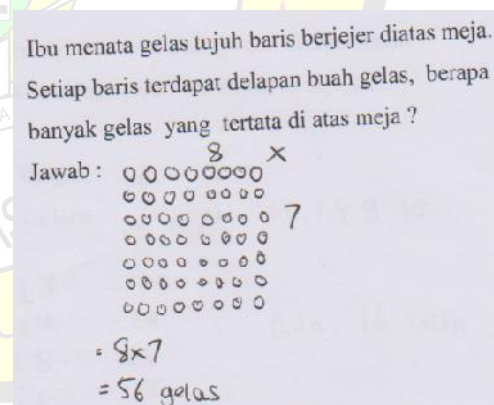 Ibu menata gelas tujuh baris berjejer diatas meja.
Setiap baris terdapat delapan buah gelas, berapa
banyak gelas yang tertata di atas meja ?
8 X
Jawab :
7
= 8x7
= 56 gelas